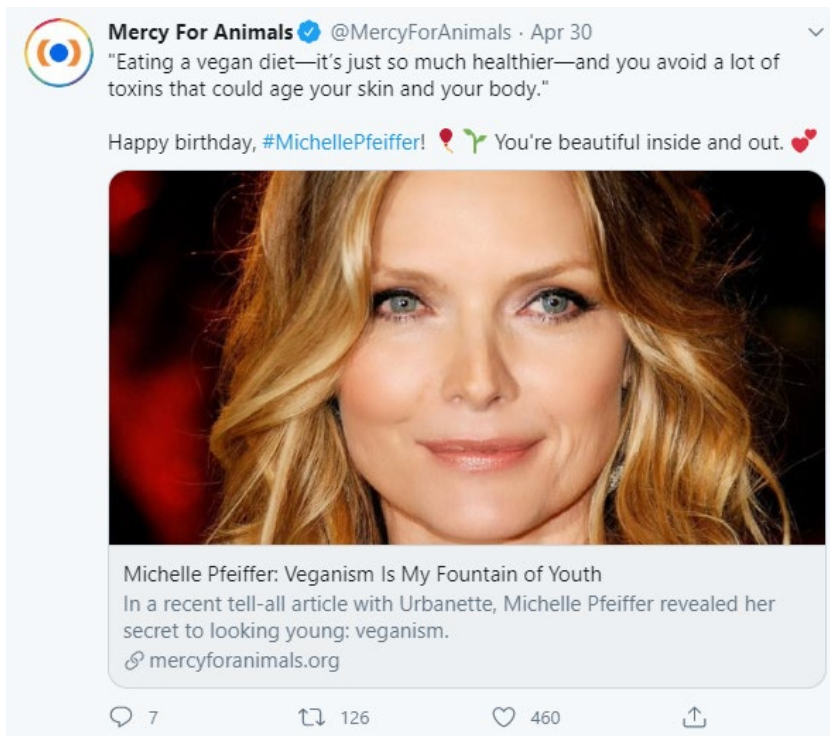 Mercy For Animals @MercyForAnimals · Apr 30
"Eating a vegan diet—it's just so much healthier—and you avoid a lot of
toxins that could age your skin and your body."
Happy birthday, #MichellePfeiffer! 🎈🌱 You're beautiful inside and out. 💕
Michelle Pfeiffer: Veganism Is My Fountain of Youth
In a recent tell-all article with Urbanette, Michelle Pfeiffer revealed her
secret to looking young: veganism.
mercyforanimals.org
7 126 460